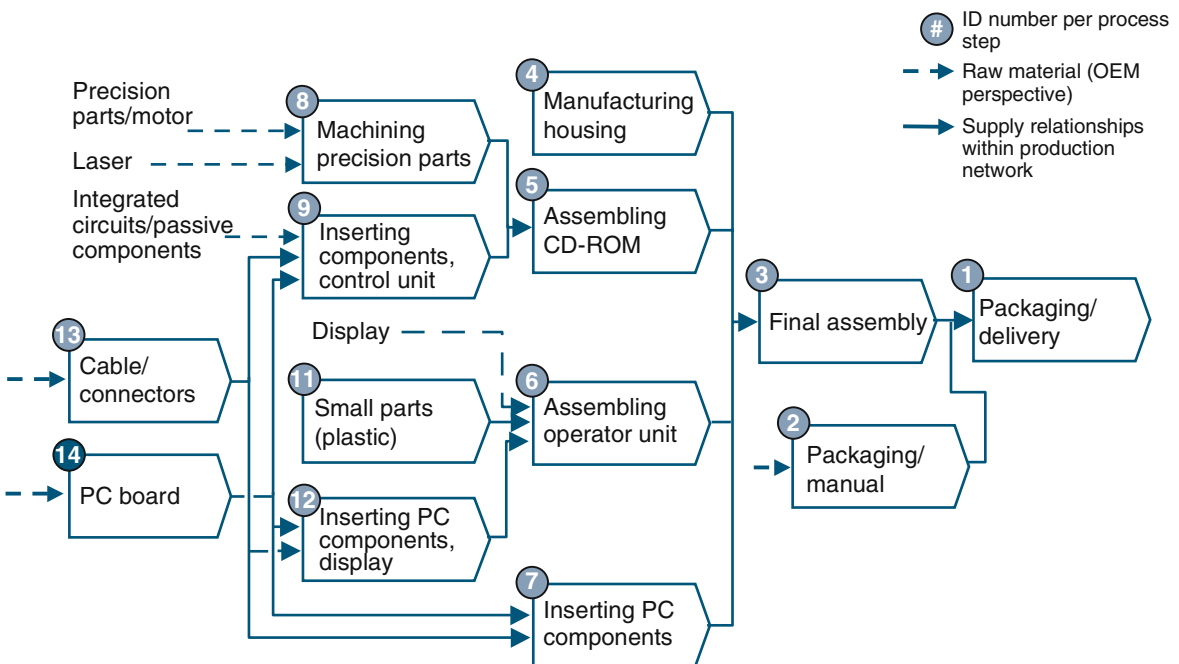 #
ID number per process
step
Raw material (OEM
perspective)
Supply relationships
within production
network
Precision
parts/motor
Laser
Integrated
circuits/passive
components
8
Machining
precision parts
4
Manufacturing
housing
9
Inserting
components,
control unit
5
Assembling
CD-ROM
3
Final assembly
1
Packaging/
delivery
Display
13
Cable/
connectors
11
Small parts
(plastic)
6
Assembling
operator unit
2
Packaging/
manual
14
PC board
12
Inserting PC
components,
display
7
Inserting PC
components